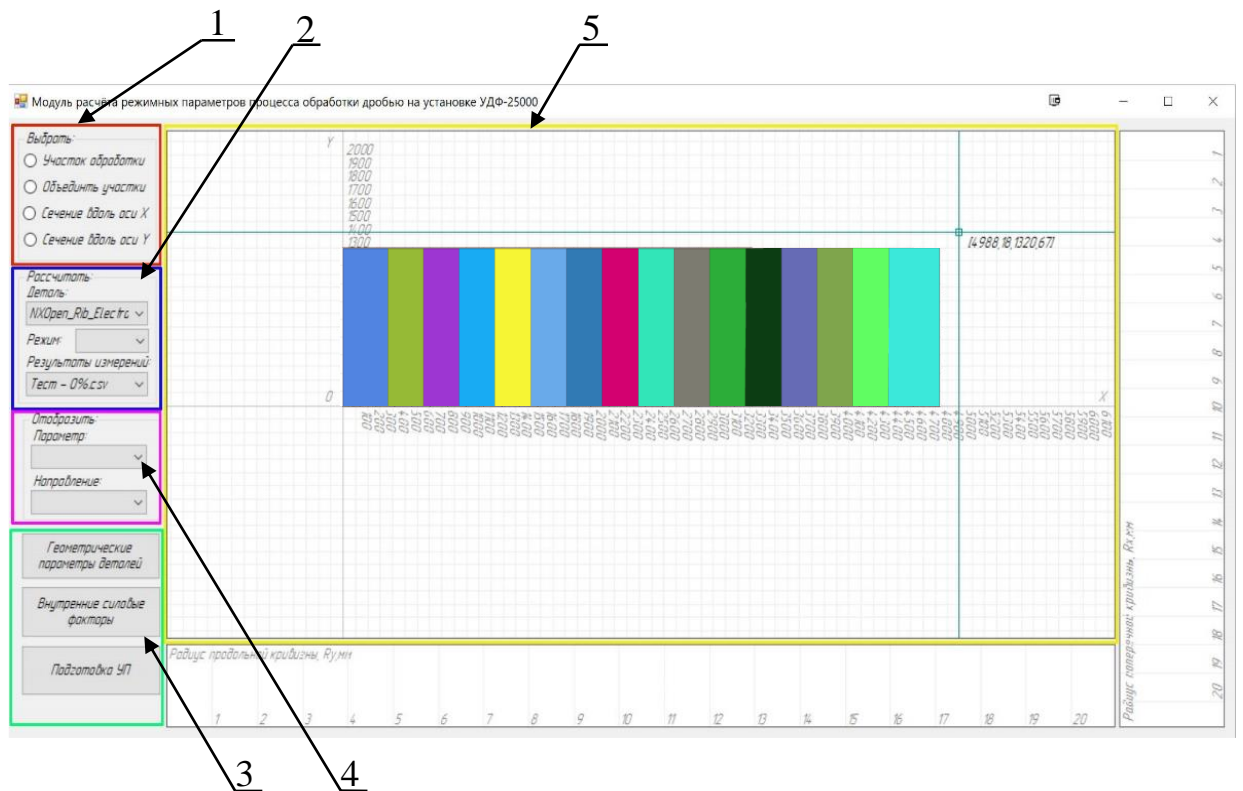 1
2
5
Модуль расчёта режимных параметров процесса обработки дробью на установке УДФ-25000
Выбрать:
Участок обработки
Объединть участки
Сечение вдоль оси X
Сечение вдоль оси Y
Рассчитать:
Деталь:
NXOpen_Rib_Electro
Режим:
Результаты измерений:
Тест - 0%.csv
Отобразить:
Параметр:
Направление:
Геометрические
параметры деталей
Внутренние силовые
факторы
Подготовка УП
Y
2000
1900
1800
1700
1600
1500
1400
1300
[4988,18,1320,67]
0
X
Радиус продольной кривизны, Ry,мм
1 2 3 4 5 6 7 8 9 10 11 12 13 14 15 16 17 18 19 20
Радиус поперечной кривизны, Rx,мм
1 2 3 4 5 6 7 8 9 10 11 12 13 14 15 16 17 18 19 20
3
4